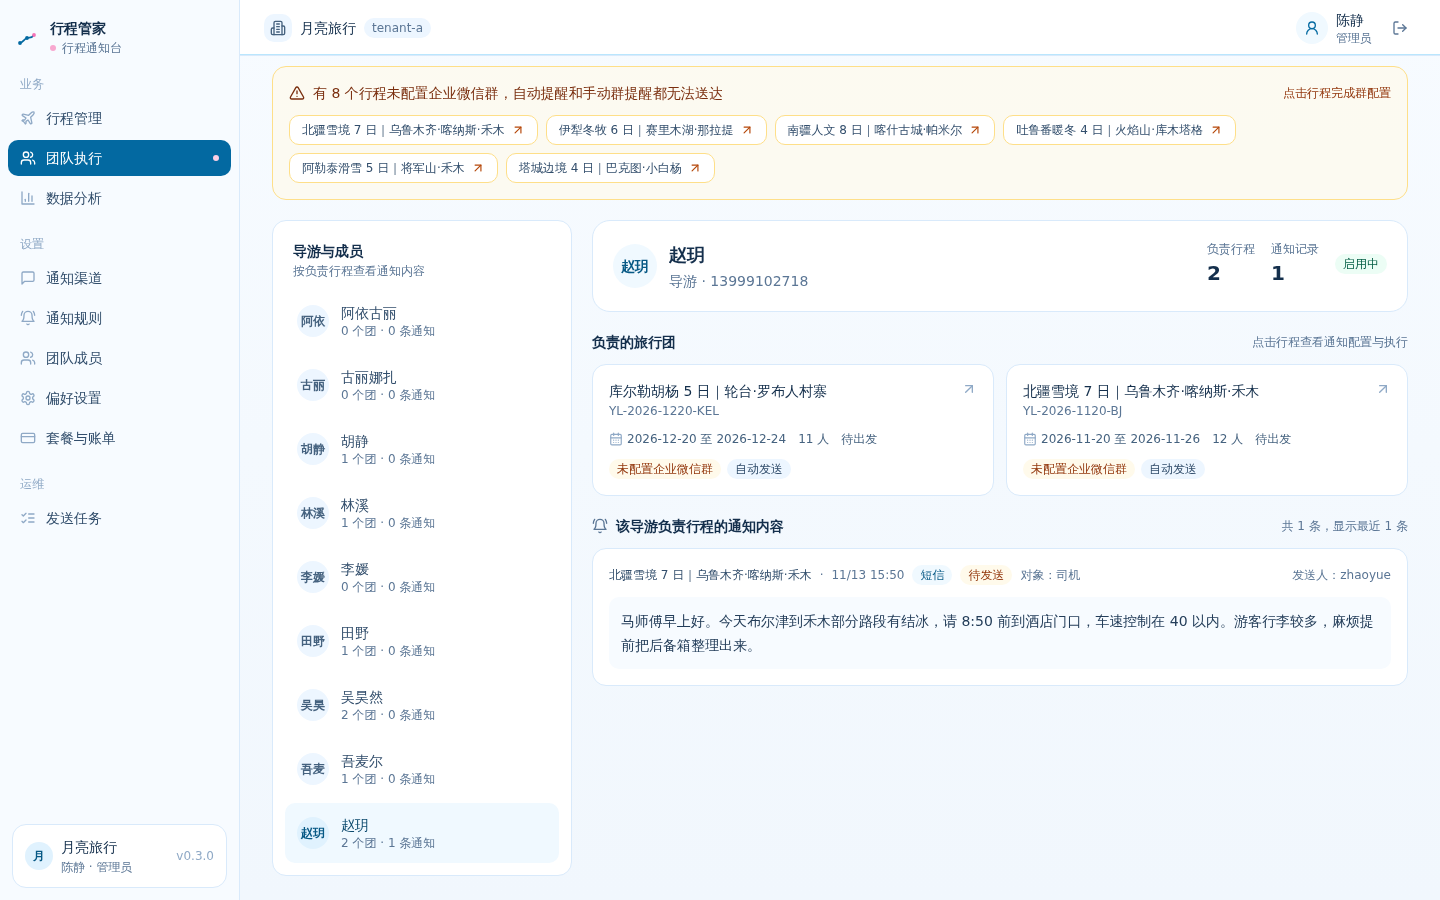 行程管家
行程通知台
业务
行程管理
团队执行
数据分析
设置
通知渠道
通知规则
团队成员
偏好设置
套餐与账单
运维
发送任务
月
月亮旅行
陈静 · 管理员
v0.3.0
月亮旅行
tenant-a
陈静
管理员
有 8 个行程未配置企业微信群，自动提醒和手动群提醒都无法送达
点击行程完成群配置
北疆雪境 7 日｜乌鲁木齐·喀纳斯·禾木
伊犁冬牧 6 日｜赛里木湖·那拉提
南疆人文 8 日｜喀什古城·帕米尔
吐鲁番暖冬 4 日｜火焰山·库木塔格
阿勒泰滑雪 5 日｜将军山·禾木
塔城边境 4 日｜巴克图·小白杨
导游与成员
按负责行程查看通知内容
阿依
阿依古丽
0 个团 · 0 条通知
古丽
古丽娜扎
0 个团 · 0 条通知
胡静
胡静
1 个团 · 0 条通知
林溪
林溪
1 个团 · 0 条通知
李媛
李媛
0 个团 · 0 条通知
田野
田野
1 个团 · 0 条通知
吴昊
吴昊然
2 个团 · 0 条通知
吾麦
吾麦尔
1 个团 · 0 条通知
赵玥
赵玥
2 个团 · 1 条通知
赵玥
赵玥
导游 · 13999102718
负责行程
2
通知记录
1
启用中
负责的旅行团
点击行程查看通知配置与执行
库尔勒胡杨 5 日｜轮台·罗布人村寨
YL-2026-1220-KEL
2026-12-20 至 2026-12-24 11 人 待出发
未配置企业微信群 自动发送
北疆雪境 7 日｜乌鲁木齐·喀纳斯·禾木
YL-2026-1120-BJ
2026-11-20 至 2026-11-26 12 人 待出发
未配置企业微信群 自动发送
该导游负责行程的通知内容
共 1 条，显示最近 1 条
北疆雪境 7 日｜乌鲁木齐·喀纳斯·禾木 · 11/13 15:50 短信 待发送 对象：司机
发送人：zhaoyue
马师傅早上好。今天布尔津到禾木部分路段有结冰，请 8:50 前到酒店门口，车速控制在 40 以内。游客行李较多，麻烦提
前把后备箱整理出来。